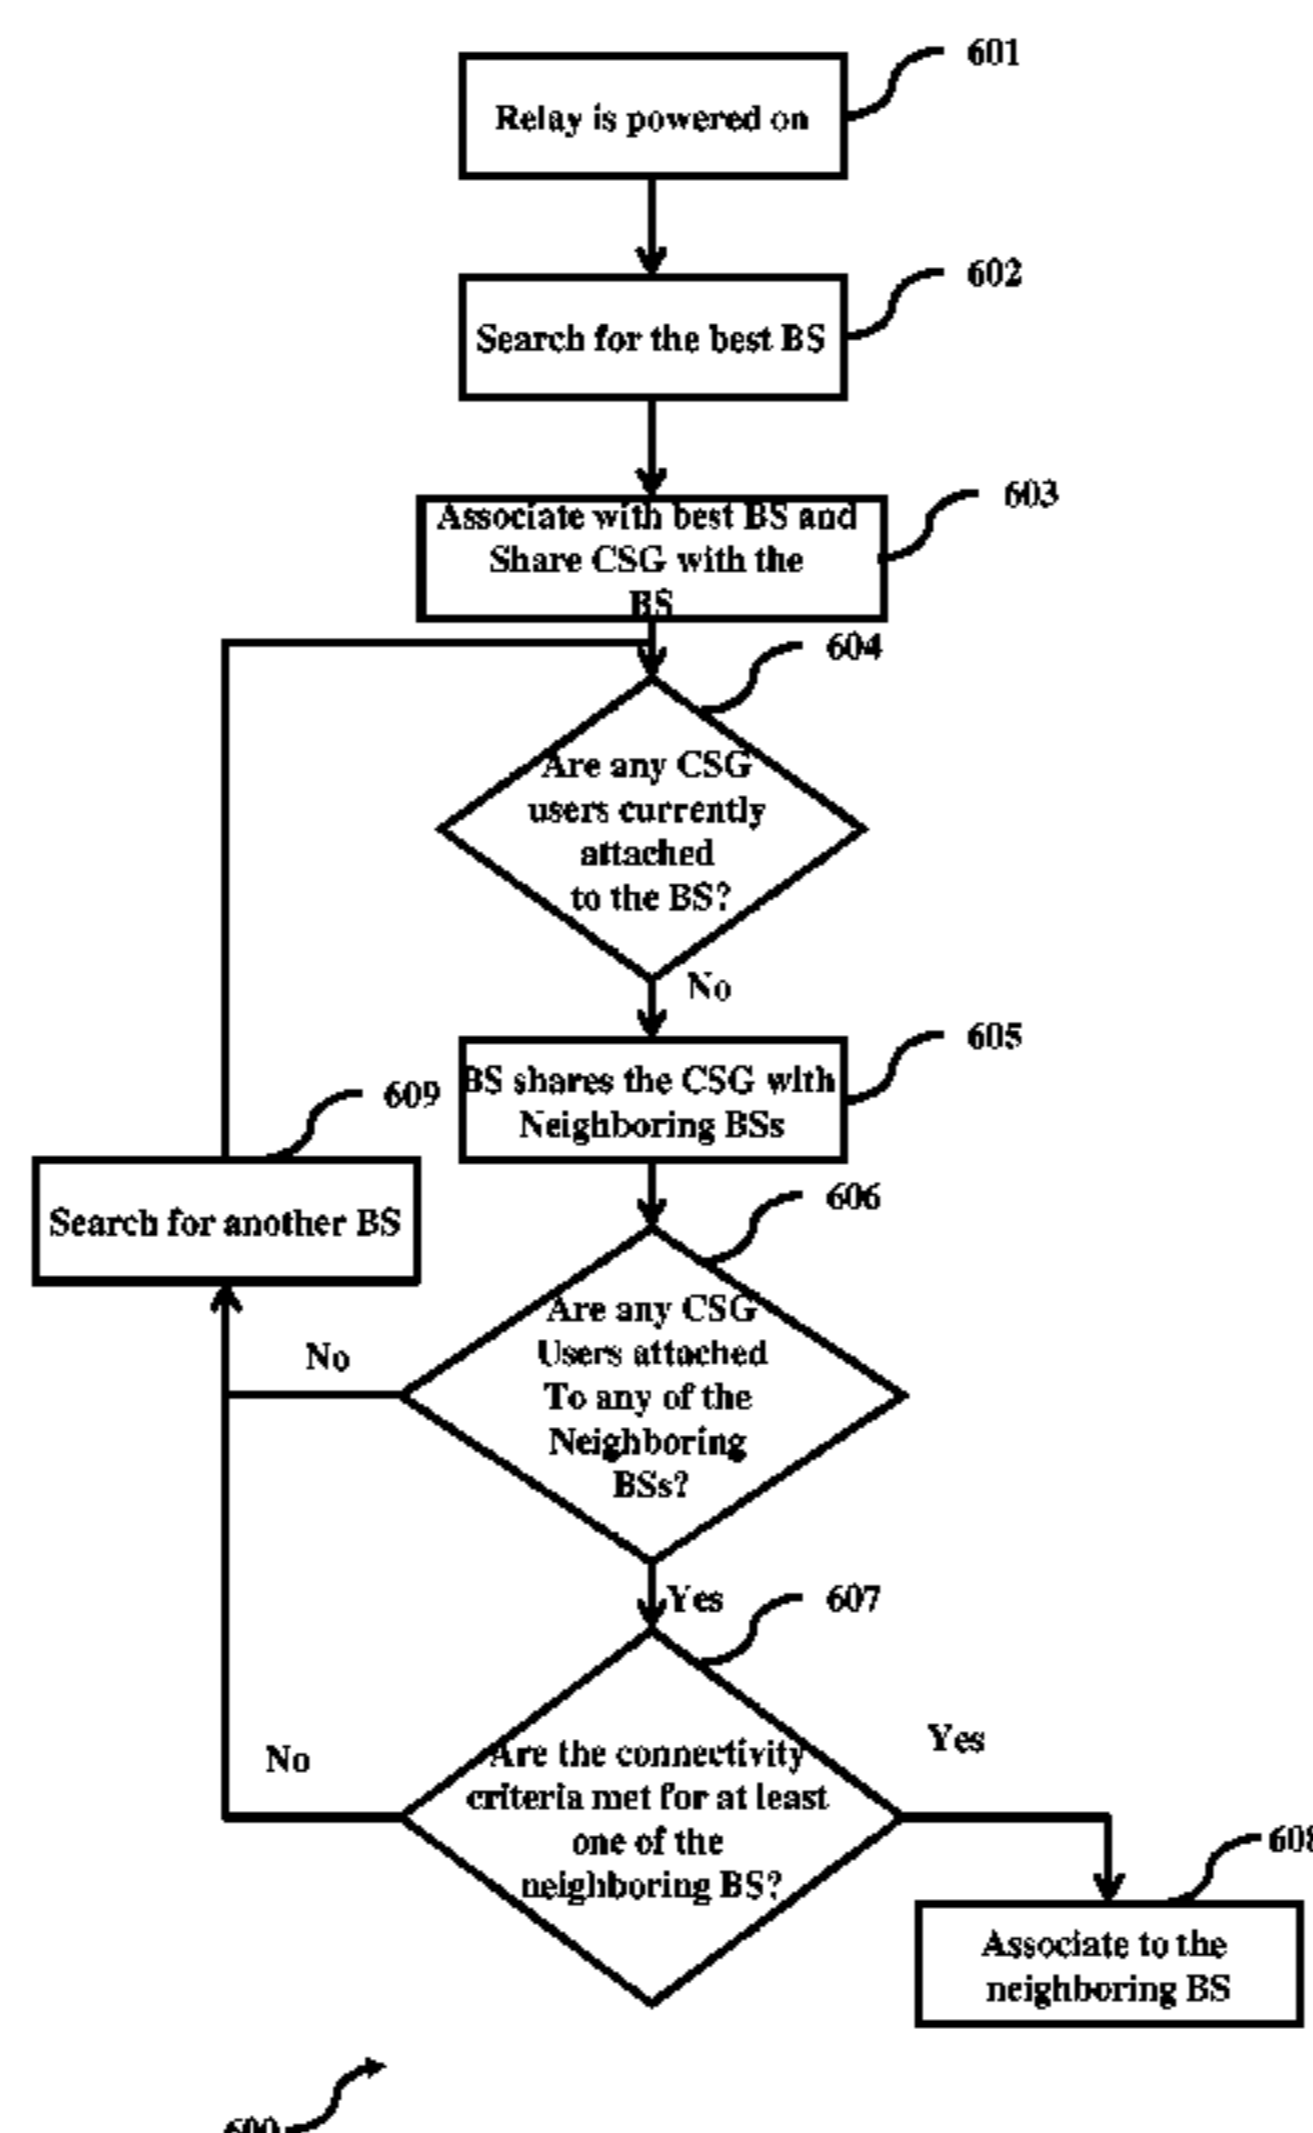 601
Relay is powered on
602
Search for the best BS
603
Associate with best BS and
Share CSG with the
BS
604
Are any CSG
users currently
attached
to the BS?
No
605
BS shares the CSG with
Neighboring BSs
609
Search for another BS
606
Are any CSG
Users attached
To any of the
Neighboring
BSs?
No
Yes
607
Are the connectivity
criteria met for at least
one of the
neighboring BS?
No
Yes
608
Associate to the
neighboring BS
600